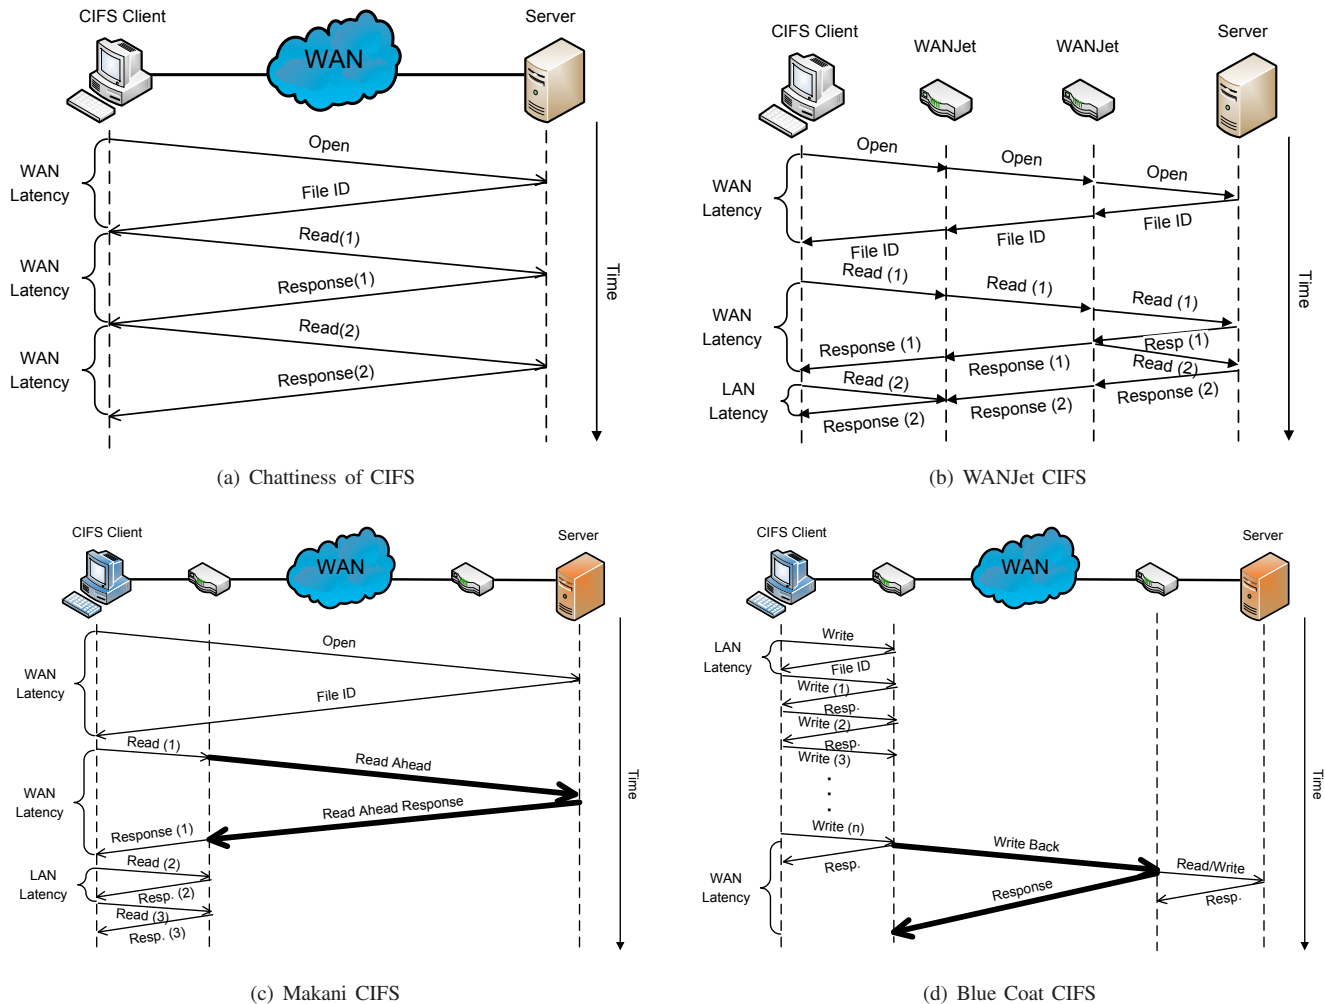 CIFS Client
Server
WAN
Open
WAN
Latency
File ID
Read(1)
WAN
Latency
Response(1)
Read(2)
WAN
Latency
Response(2)
Time
(a) Chattiness of CIFS
CIFS Client
WANJet
WANJet
Server
Open
Open
Open
WAN
Latency
File ID
File ID
File ID
Read (1)
Read (1)
Read (1)
WAN
Latency
Resp (1)
Response (1)
Response (1)
Read (2)
LAN
Latency
Read (2)
Response (2)
Response (2)
Response (2)
Time
(b) WANJet CIFS
CIFS Client
Server
WAN
Open
WAN
Latency
File ID
Read (1)
Read Ahead
WAN
Latency
Read Ahead Response
Response (1)
Read (2)
LAN
Latency
Resp. (2)
Read (3)
Resp. (3)
Time
(c) Makani CIFS
CIFS Client
Server
WAN
Write
LAN
Latency
File ID
Write (1)
Resp.
Write (2)
Resp.
Write (3)
Write (n)
Write Back
Resp.
Read/Write
WAN
Latency
Response
Resp.
Time
(d) Blue Coat CIFS